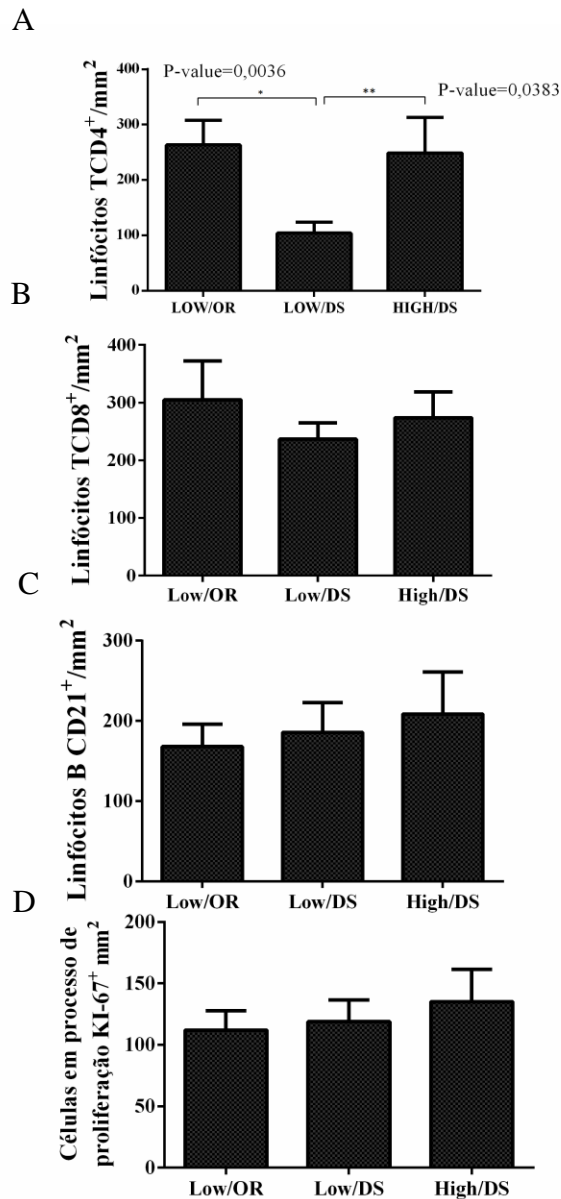 A
P-value=0,0036
P-value=0,0383
* **
Linfócitos TCD4⁺/mm²
400
300
200
100
0
LOW/OR LOW/DS HIGH/DS
B
Linfócitos TCD8⁺/mm²
400
300
200
100
0
Low/OR Low/DS High/DS
C
Linfócitos B CD21⁺/mm²
300
200
100
0
Low/OR Low/DS High/DS
D
Células em processo de
proliferação KI-67⁺ mm²
200
150
100
50
0
Low/OR Low/DS High/DS